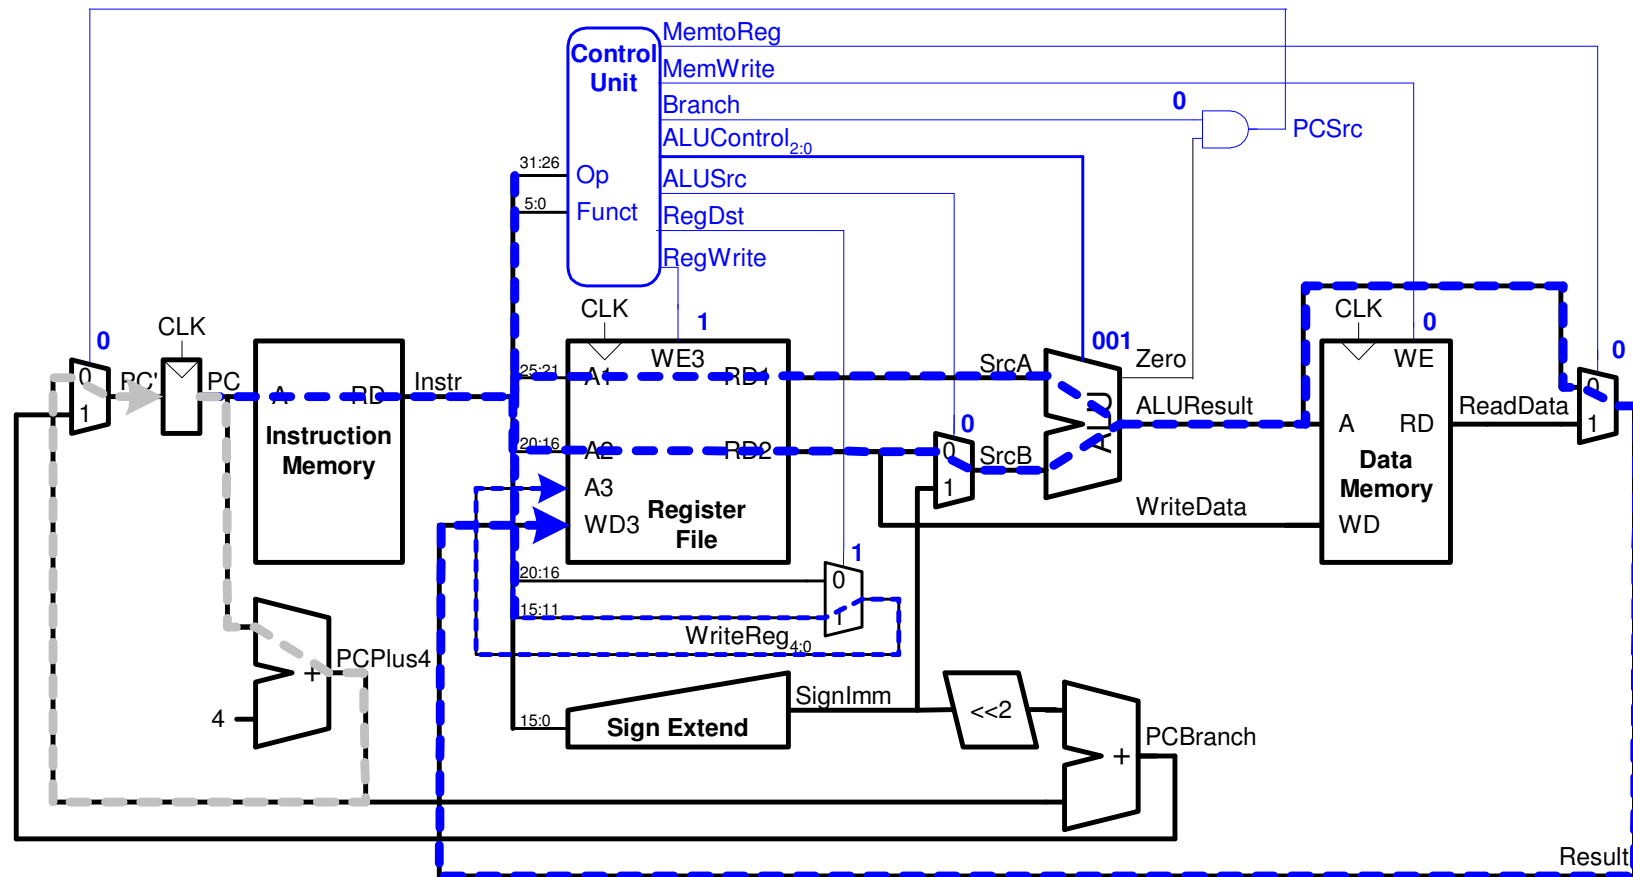 MemtoReg
Control
Unit
MemWrite
Branch
0
PCSrc
ALUControl2:0
31:26
Op
ALUSrc
5:0
Funct
RegDst
RegWrite
CLK
CLK
CLK
0
1
001
0
0
WE3
Zero
WE
0
PC'
PC
A
RD
Instr
25:21
A1
RD1
SrcA
ALU
0
1
Instruction
Memory
20:16
A2
RD2
0
0
SrcB
1
ALUResult
A
RD
ReadData
1
Data
Memory
A3
WD3
Register
File
WriteData
WD
1
20:16
0
15:11
1
WriteReg4:0
PCPlus4
+
4
15:0
Sign Extend
SignImm
<<2
+
PCBranch
Result